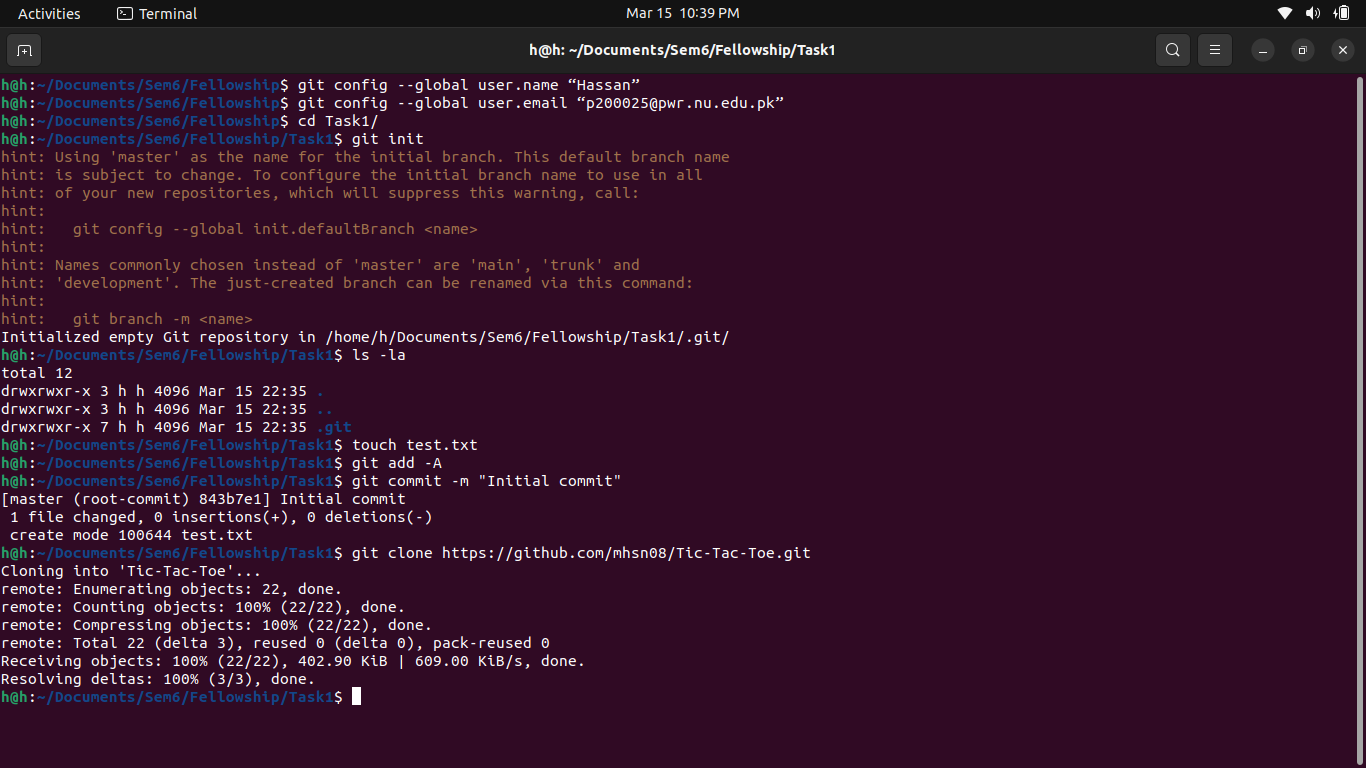 Activities Terminal Mar 15 10:39 PM
h@h: ~/Documents/Sem6/Fellowship/Task1
h@h:~/Documents/Sem6/Fellowship$ git config --global user.name “Hassan”
h@h:~/Documents/Sem6/Fellowship$ git config --global user.email “p200025@pwr.nu.edu.pk”
h@h:~/Documents/Sem6/Fellowship$ cd Task1/
h@h:~/Documents/Sem6/Fellowship/Task1$ git init
hint: Using 'master' as the name for the initial branch. This default branch name
hint: is subject to change. To configure the initial branch name to use in all
hint: of your new repositories, which will suppress this warning, call:
hint:
hint:   git config --global init.defaultBranch <name>
hint:
hint: Names commonly chosen instead of 'master' are 'main', 'trunk' and
hint: 'development'. The just-created branch can be renamed via this command:
hint:
hint:   git branch -m <name>
Initialized empty Git repository in /home/h/Documents/Sem6/Fellowship/Task1/.git/
h@h:~/Documents/Sem6/Fellowship/Task1$ ls -la
total 12
drwxrwxr-x 3 h h 4096 Mar 15 22:35 .
drwxrwxr-x 3 h h 4096 Mar 15 22:35 ..
drwxrwxr-x 7 h h 4096 Mar 15 22:35 .git
h@h:~/Documents/Sem6/Fellowship/Task1$ touch test.txt
h@h:~/Documents/Sem6/Fellowship/Task1$ git add -A
h@h:~/Documents/Sem6/Fellowship/Task1$ git commit -m "Initial commit"
[master (root-commit) 843b7e1] Initial commit
 1 file changed, 0 insertions(+), 0 deletions(-)
 create mode 100644 test.txt
h@h:~/Documents/Sem6/Fellowship/Task1$ git clone https://github.com/mhsn08/Tic-Tac-Toe.git
Cloning into 'Tic-Tac-Toe'...
remote: Enumerating objects: 22, done.
remote: Counting objects: 100% (22/22), done.
remote: Compressing objects: 100% (22/22), done.
remote: Total 22 (delta 3), reused 0 (delta 0), pack-reused 0
Receiving objects: 100% (22/22), 402.90 KiB | 609.00 KiB/s, done.
Resolving deltas: 100% (3/3), done.
h@h:~/Documents/Sem6/Fellowship/Task1$